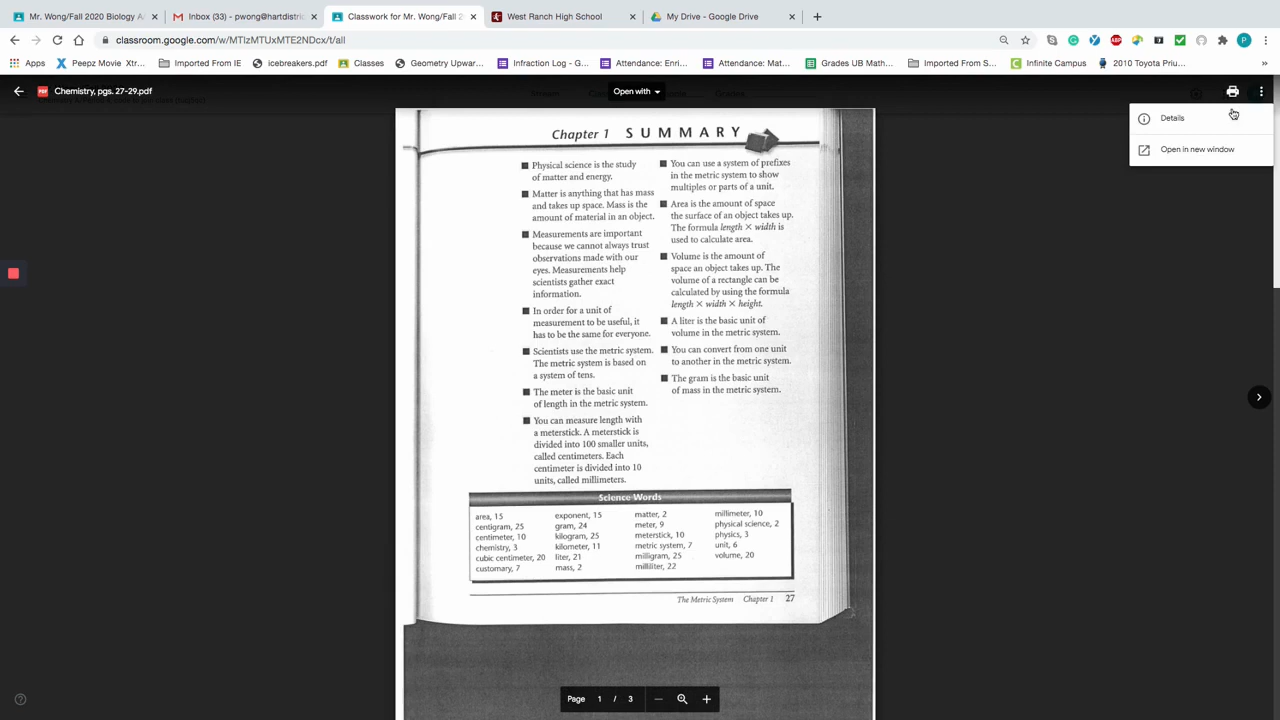 Mr. Wong/Fall 2020 Biology A
Inbox (33) - pwong@hartdistric
Classwork for Mr. Wong/Fall 2
West Ranch High School
My Drive - Google Drive
classroom.google.com/w/MTIzMTUxMTE2NDcx/t/all
Apps
Peepz Movie Xtr...
Imported From IE
icebreakers.pdf
Classes
Geometry Upwar...
Infraction Log - G...
Attendance: Enri...
Attendance: Mat...
Grades UB Math...
Imported From S...
Infinite Campus
2010 Toyota Priu...
Chemistry, pgs. 27-29.pdf
Open with
Details
Open in new window
Chapter 1 SUMMARY
Physical science is the study
of matter and energy.
Matter is anything that has mass
and takes up space. Mass is the
amount of material in an object.
Measurements are important
because we cannot always trust
observations made with our
eyes. Measurements help
scientists gather exact
information.
In order for a unit of
measurement to be useful, it
has to be the same for everyone.
Scientists use the metric system.
The metric system is based on
a system of tens.
The meter is the basic unit
of length in the metric system.
You can measure length with
a meterstick. A meterstick is
divided into 100 smaller units,
called centimeters. Each
centimeter is divided into 10
units, called millimeters.
You can use a system of prefixes
in the metric system to show
multiples or parts of a unit.
Area is the amount of space
the surface of an object takes up.
The formula length × width is
used to calculate area.
Volume is the amount of
space an object takes up. The
volume of a rectangle can be
calculated by using the formula
length × width × height.
A liter is the basic unit of
volume in the metric system.
You can convert from one unit
to another in the metric system.
The gram is the basic unit
of mass in the metric system.
Science Words
area, 15
centigram, 25
centimeter, 10
chemistry, 3
cubic centimeter, 20
customary, 7
exponent, 15
gram, 24
kilogram, 25
kilometer, 11
liter, 21
mass, 2
matter, 2
meter, 9
meterstick, 10
metric system, 7
milligram, 25
milliliter, 22
millimeter, 10
physical science, 2
physics, 3
unit, 6
volume, 20
The Metric System Chapter 1 27
Page 1 / 3